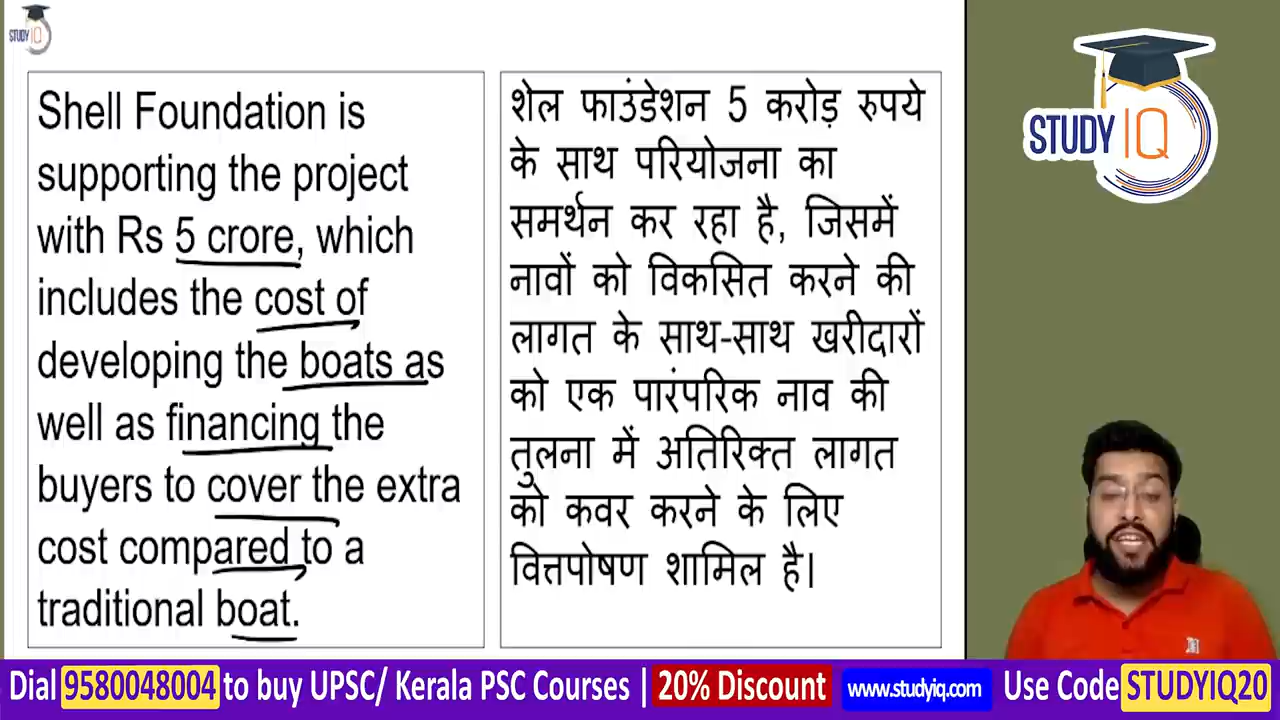 STUDY IQ
Shell Foundation is
supporting the project
with Rs 5 crore, which
includes the cost of
developing the boats as
well as financing the
buyers to cover the extra
cost compared to a
traditional boat.
शेल फाउंडेशन 5 करोड़ रुपये
के साथ परियोजना का
समर्थन कर रहा है, जिसमें
नावों को विकसित करने की
लागत के साथ-साथ खरीदारों
को एक पारंपरिक नाव की
तुलना में अतिरिक्त लागत
को कवर करने के लिए
वित्तपोषण शामिल है।
STUDY IQ
Dial 9580048004 to buy UPSC/ Kerala PSC Courses | 20% Discount www.studyiq.com Use Code STUDYIQ20